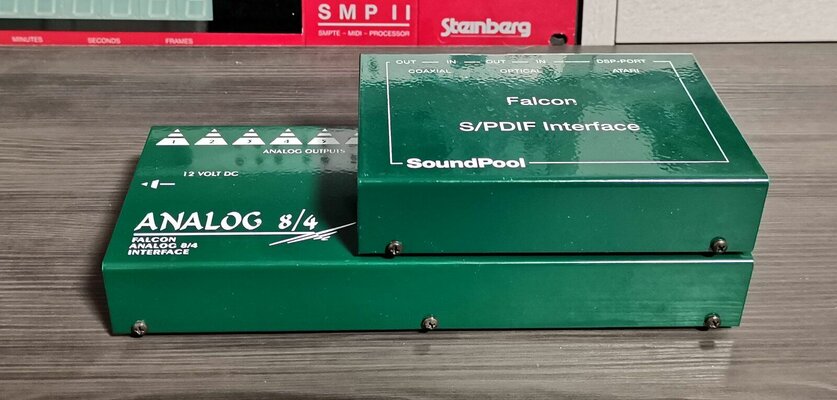 SMP II
SMPTE - MIDI - PROCESSOR
Steinberg
MINUTES SECONDS FRAMES
OUT IN OUT IN DSP-PORT
COAXIAL OPTICAL ATARI
Falcon
S/PDIF Interface
SoundPool
1 2 3 4 5
ANALOG OUTPUTS
12 VOLT DC
ANALOG 8/4
FALCON
ANALOG 8/4
INTERFACE